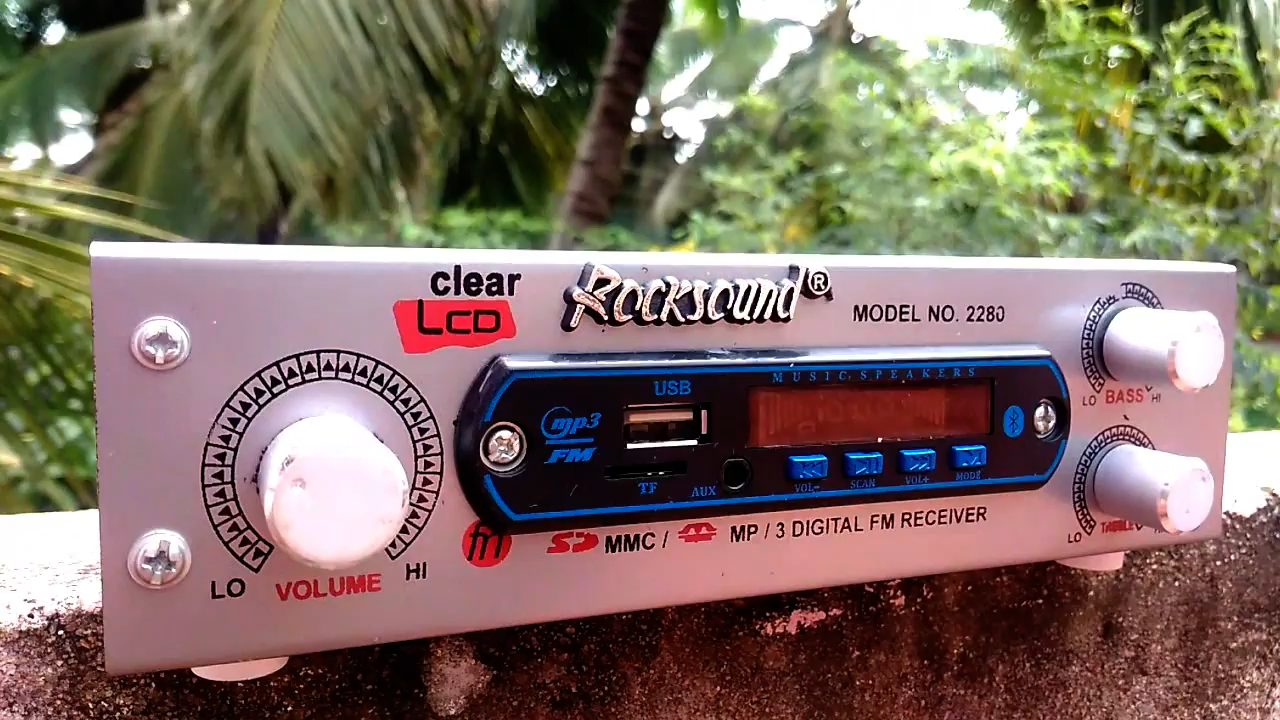 clear
LCD
Rocksound®
MODEL NO. 2280
MUSIC SPEAKERS
USB
mp3
FM
TF
AUX
VOL-
SCAN
VOL+
MODE
LO BASS HI
LO VOLUME HI
fm SD MMC / MP / 3 DIGITAL FM RECEIVER
LO